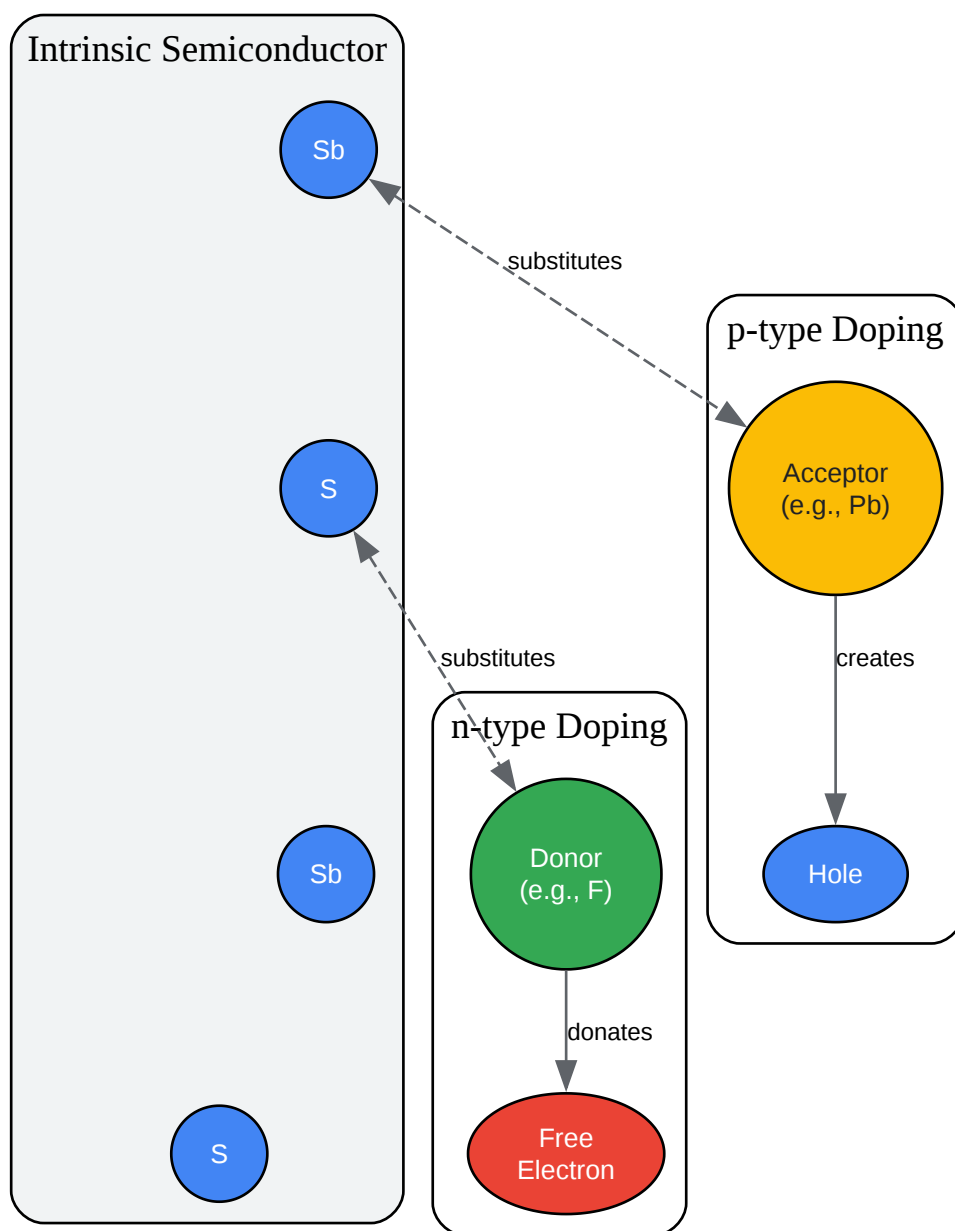 Intrinsic Semiconductor
Sb
substitutes
p-type Doping
Acceptor
(e.g., Pb)
S
substitutes
creates
n-type Doping
Donor
(e.g., F)
Sb
Hole
donates
Free
Electron
S